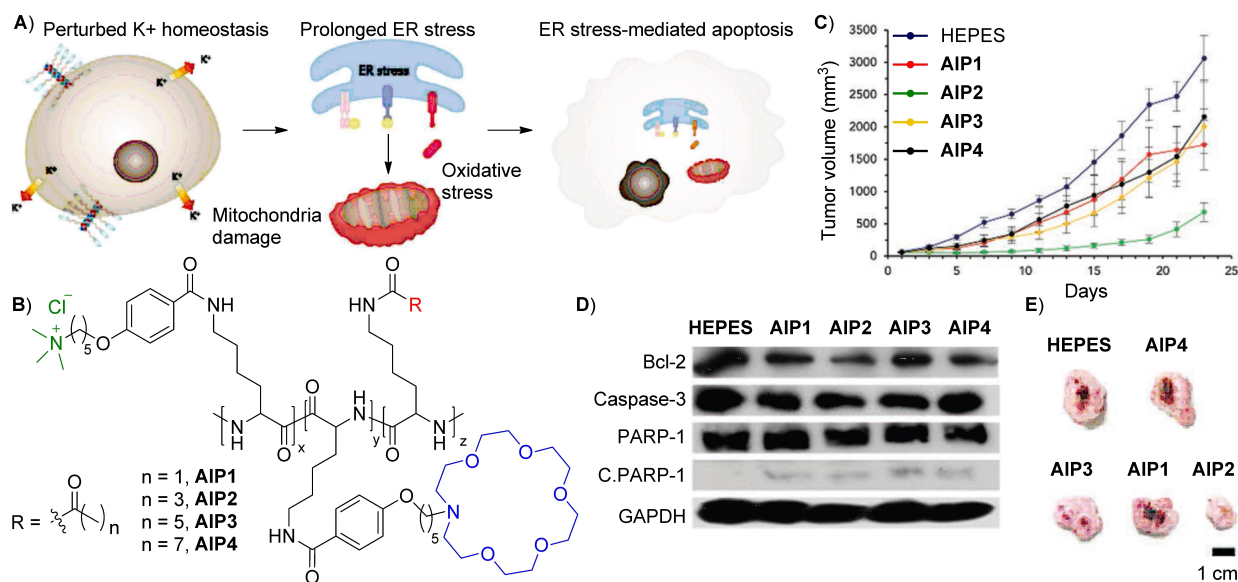 A)
Perturbed K+ homeostasis
Prolonged ER stress
ER stress-mediated apoptosis
K⁺
K⁺
K⁺
K⁺
ER stress
Oxidative
stress
Mitochondria
damage
B)
Cl⁻
N⁺
5
O
O
NH
HN
O
R
N
H
O
x
O
H
N
y
O
N
H
O
z
R =
O
n
n = 1, AIP1
n = 3, AIP2
n = 5, AIP3
n = 7, AIP4
NH
O
O
5
N
O
O
O
O
O
C)
Tumor volume (mm³)
3500
3000
2500
2000
1500
1000
500
0
0
5
10
15
20
25
Days
HEPES
AIP1
AIP2
AIP3
AIP4
D)
HEPES AIP1 AIP2 AIP3 AIP4
Bcl-2
Caspase-3
PARP-1
C.PARP-1
GAPDH
E)
HEPES AIP4
AIP3 AIP1 AIP2
1 cm